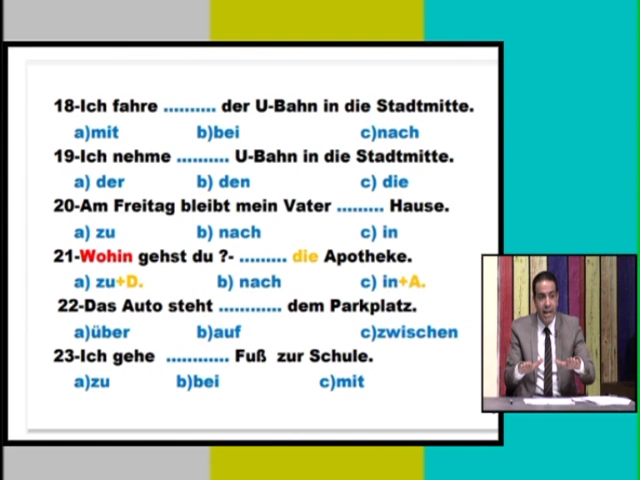 18-Ich fahre .......... der U-Bahn in die Stadtmitte.
a)mit b)bei c)nach
19-Ich nehme .......... U-Bahn in die Stadtmitte.
a) der b) den c) die
20-Am Freitag bleibt mein Vater ......... Hause.
a) zu b) nach c) in
21-Wohin gehst du ?- ......... die Apotheke.
a) zu+D. b) nach c) in+A.
22-Das Auto steht ............ dem Parkplatz.
a)über b)auf c)zwischen
23-Ich gehe ............ Fuß zur Schule.
a)zu b)bei c)mit